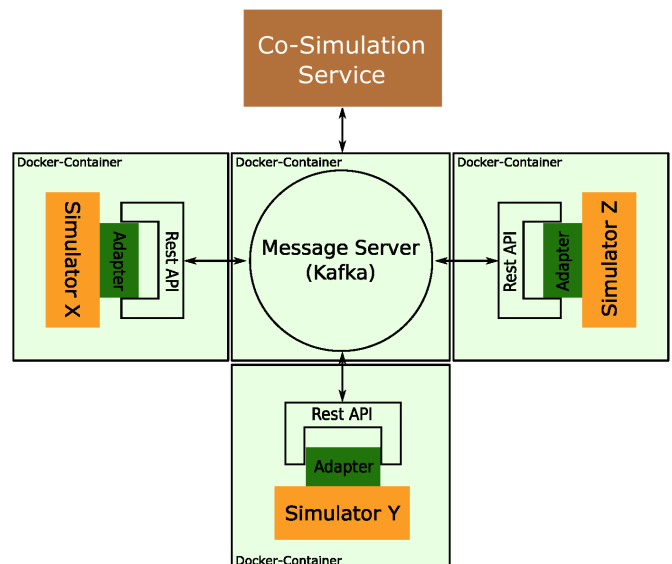 Co-Simulation
Service
Docker-Container
Docker-Container
Docker-Container
Simulator X
Adapter
Rest API
Message Server
(Kafka)
Rest API
Adapter
Simulator Z
Rest API
Adapter
Simulator Y
Docker-Container